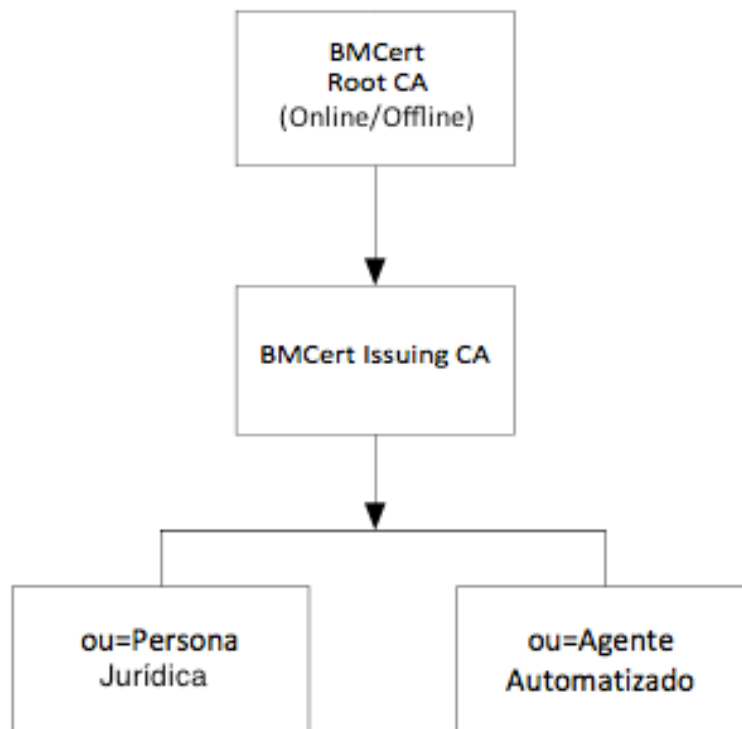 BMCert
Root CA
(Online/Offline)
BMCert Issuing CA
ou=Persona
Jurídica
ou=Agente
Automatizado